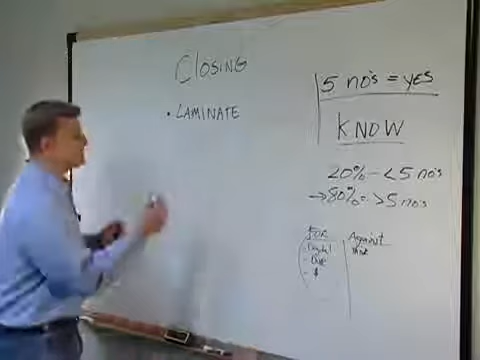 Closing
• LAMINATE
5 no's = yes
KNOW
20% - < 5 no's
→ 80% = > 5 no's
FOR
Against
- $